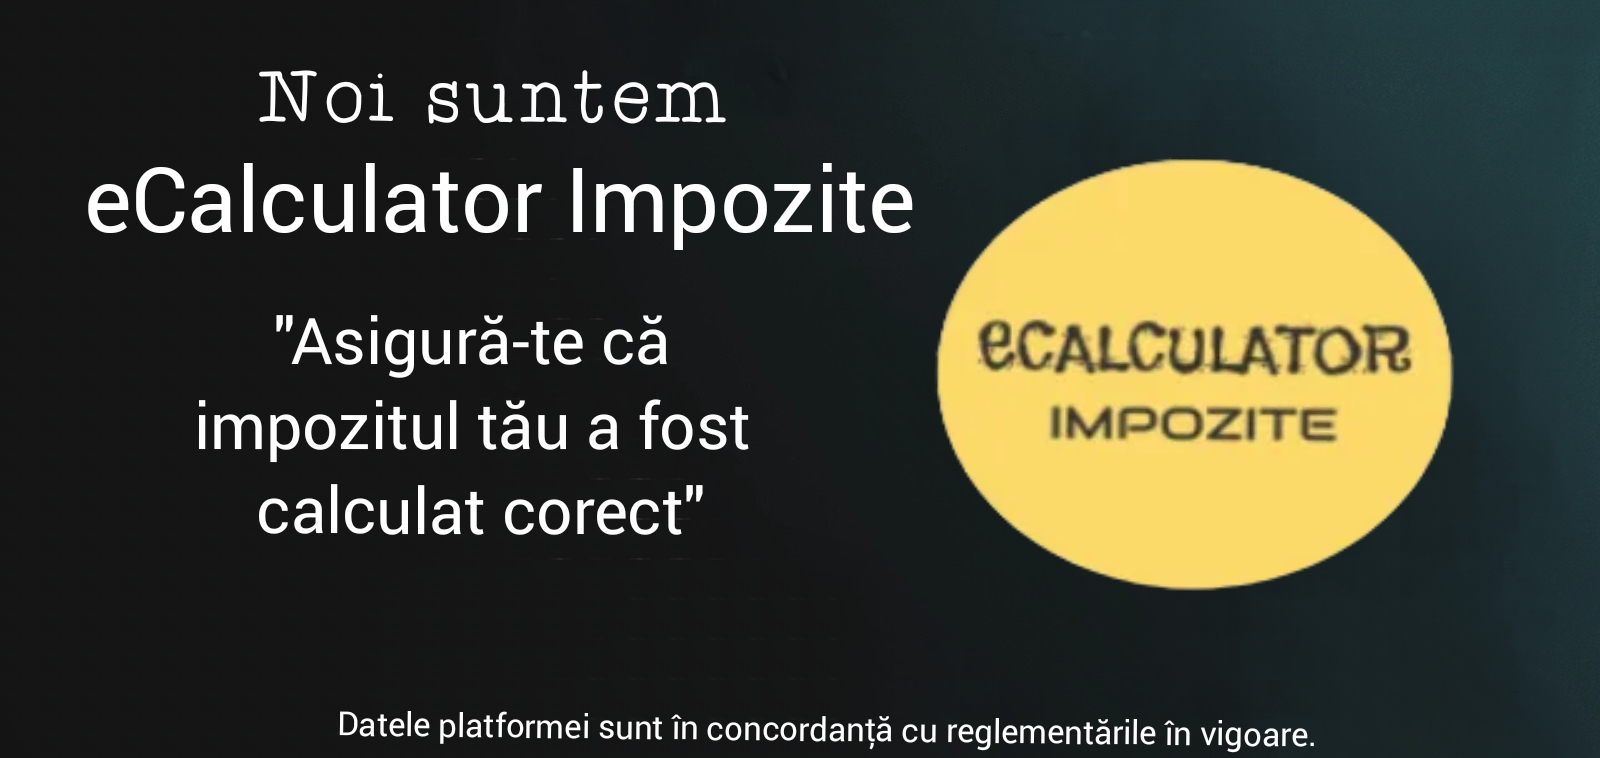 Noi suntem
eCalculator Impozite
"Asigură-te că
impozitul tău a fost
calculat corect"
eCALCULATOR
IMPOZITE
Datele platformei sunt în concordanță cu reglementările în vigoare.